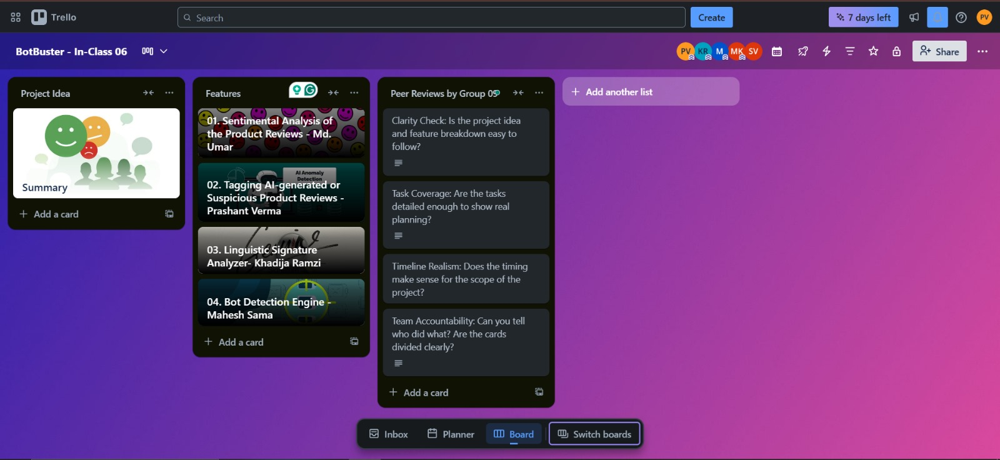 Trello
Search
Create
7 days left
PV
BotBuster - In-Class 06
PV
KR
M
MK
SV
Share
Project Idea
Summary
Add a card
Features
01. Sentimental Analysis of
the Product Reviews - Md.
Umar
AI Anomaly
Detection
02. Tagging AI-generated or
Suspicious Product Reviews -
Prashant Verma
03. Linguistic Signature
Analyzer- Khadija Ramzi
04. Bot Detection Engine -
Mahesh Sama
Add a card
Peer Reviews by Group 09
Clarity Check: Is the project idea
and feature breakdown easy to
follow?
Task Coverage: Are the tasks
detailed enough to show real
planning?
Timeline Realism: Does the timing
make sense for the scope of the
project?
Team Accountability: Can you tell
who did what? Are the cards
divided clearly?
Add a card
Add another list
Inbox
Planner
Board
Switch boards